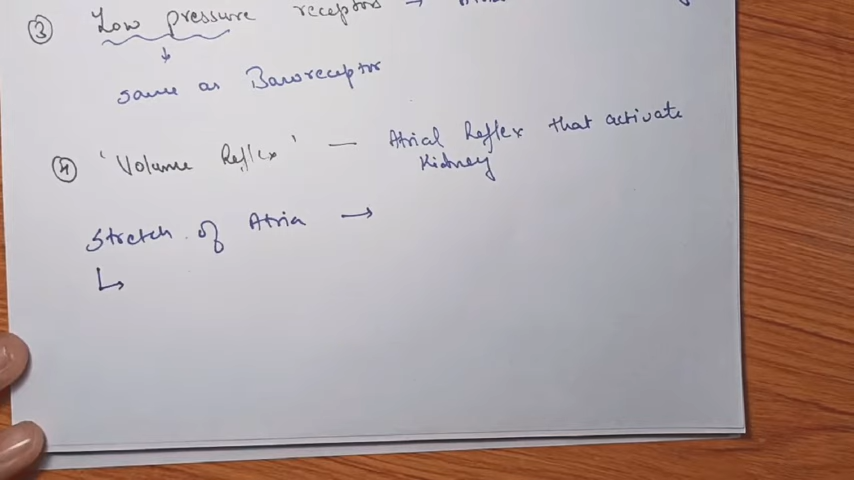 ③ Low pressure receptors →
↓
same as Baroreceptor
④ 'Volume Reflex' — Atrial Reflex that activate
Kidney
Stretch of Atria →
↳